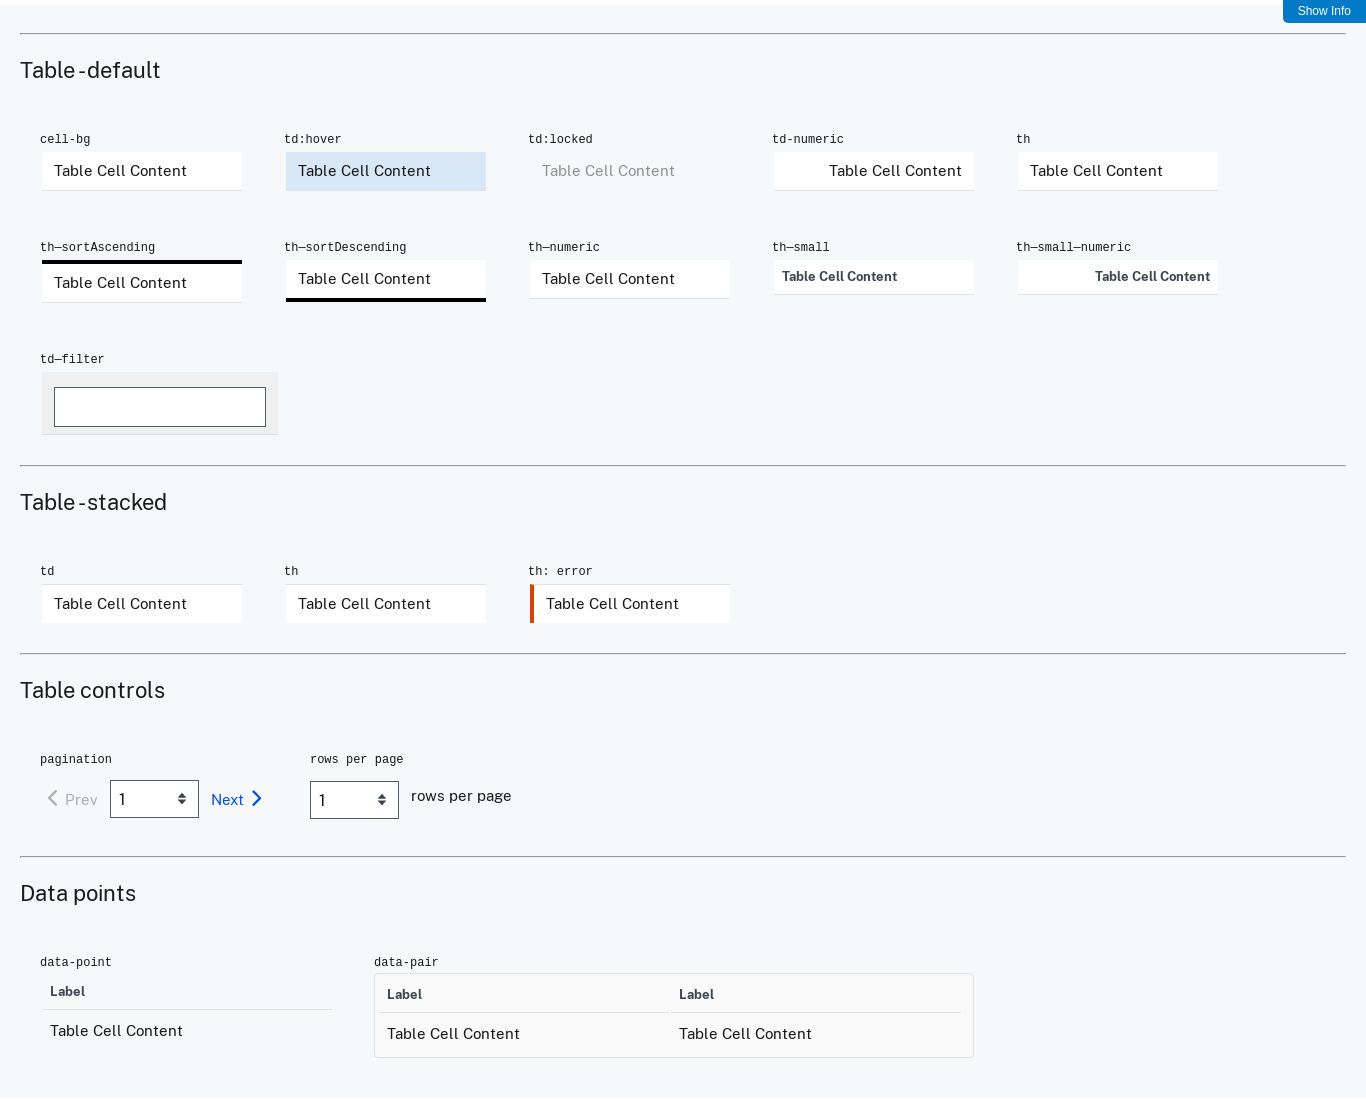 Show Info
Table - default
cell-bg
td:hover
td:locked
td-numeric
th
Table Cell Content
Table Cell Content
Table Cell Content
Table Cell Content
Table Cell Content
th—sortAscending
th—sortDescending
th—numeric
th—small
th—small—numeric
Table Cell Content
Table Cell Content
Table Cell Content
Table Cell Content
Table Cell Content
td—filter
Table - stacked
td
th
th: error
Table Cell Content
Table Cell Content
Table Cell Content
Table controls
pagination
rows per page
Prev
1
Next
1
rows per page
Data points
data-point
data-pair
Label
Label
Label
Table Cell Content
Table Cell Content
Table Cell Content